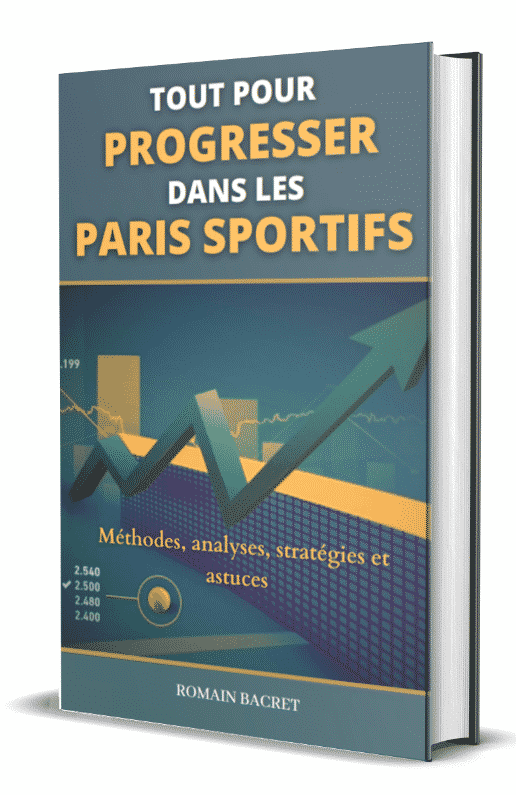 TOUT POUR
PROGRESSER
DANS LES
PARIS SPORTIFS
.199
Méthodes, analyses, stratégies et
astuces
2.540
2.500
2.480
2.400
ROMAIN BACRET